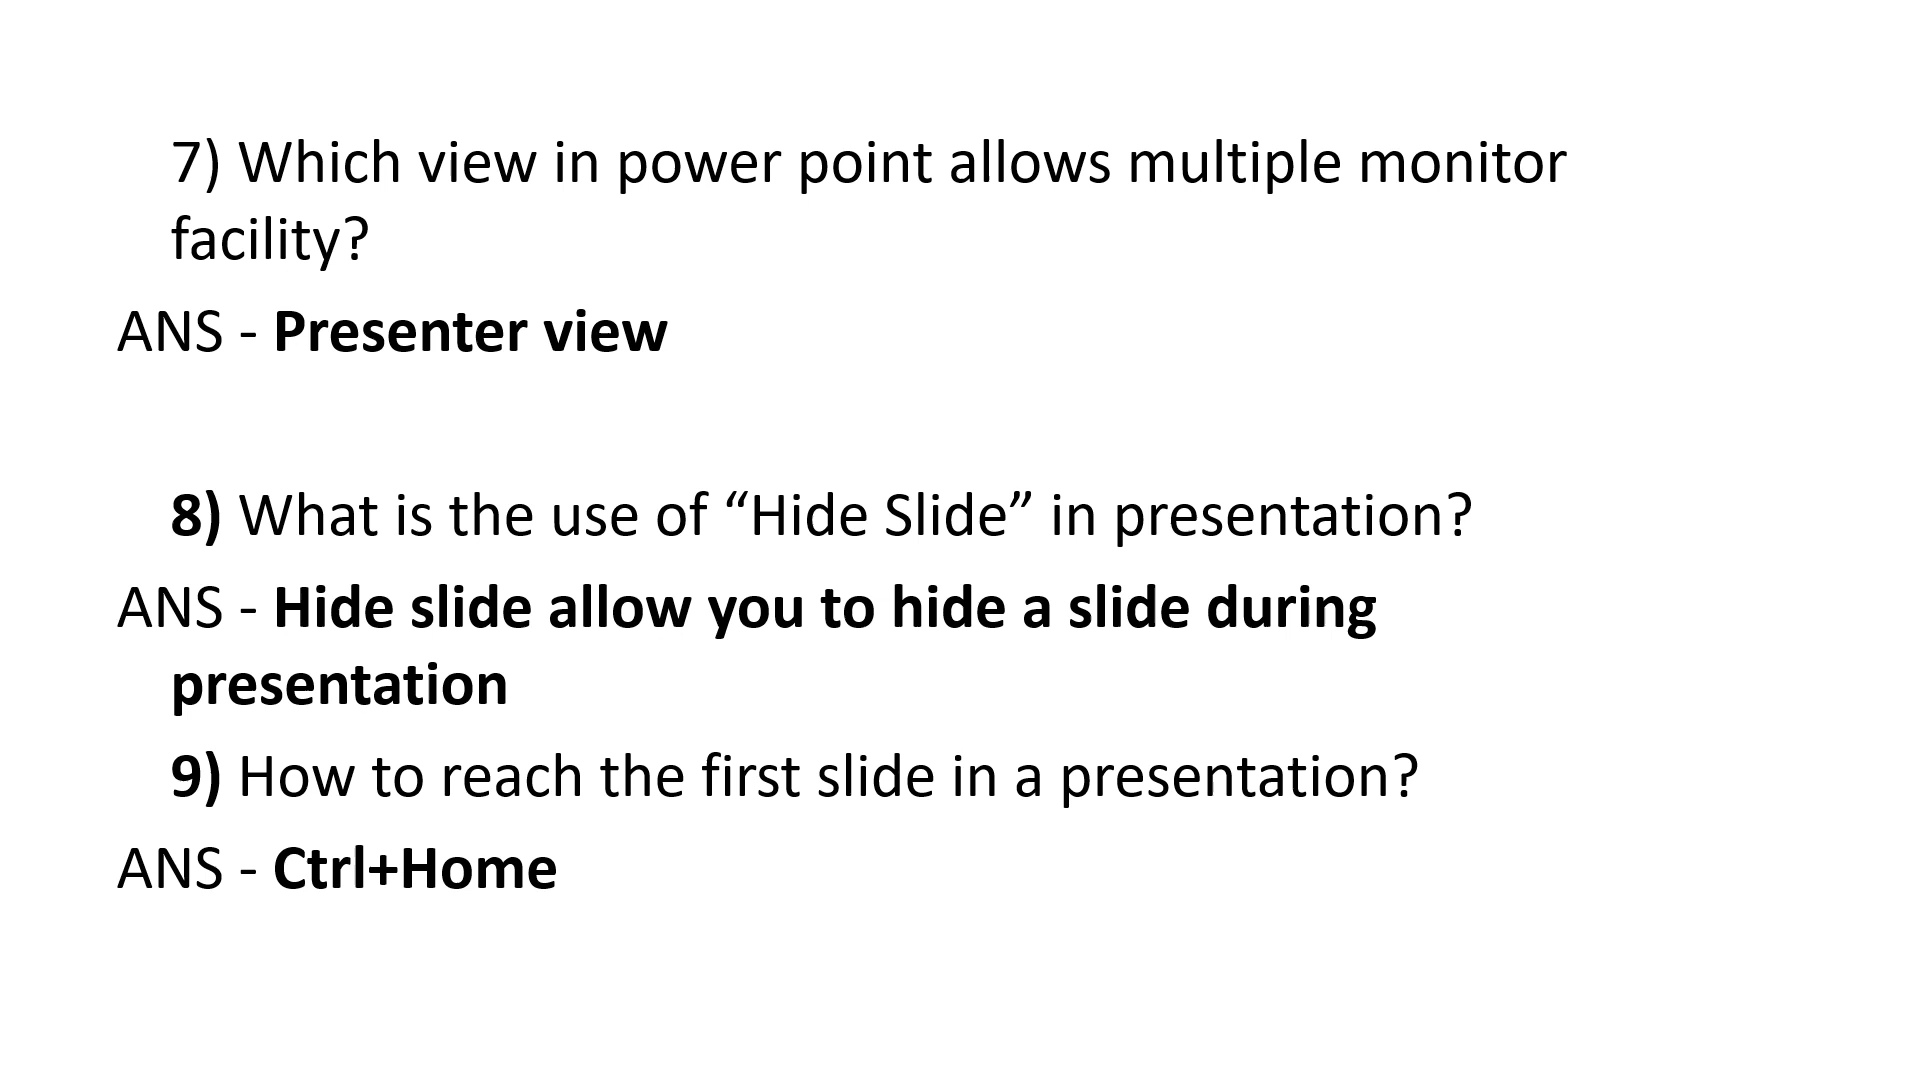 7) Which view in power point allows multiple monitor
facility?
ANS - Presenter view
8) What is the use of “Hide Slide” in presentation?
ANS - Hide slide allow you to hide a slide during
presentation
9) How to reach the first slide in a presentation?
ANS - Ctrl+Home